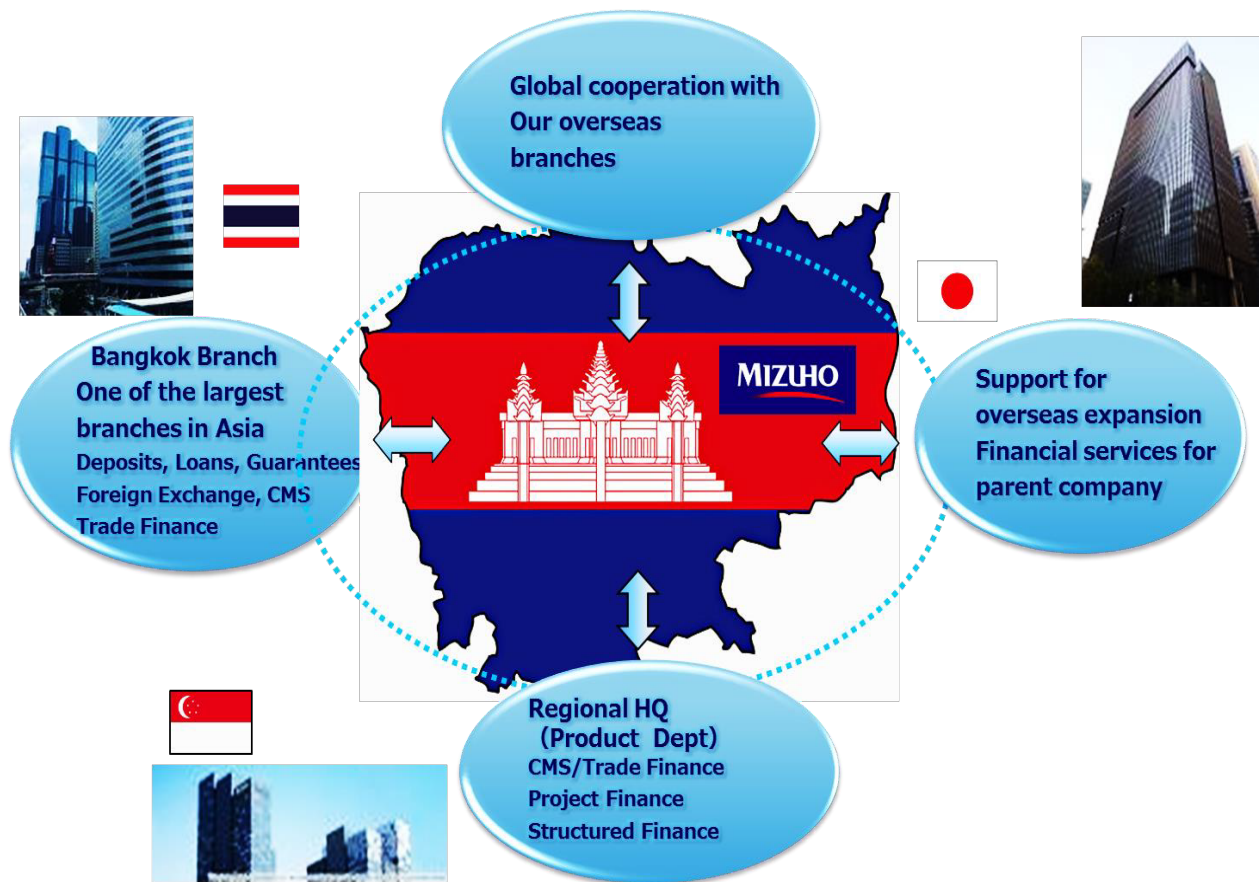 Global cooperation with
Our overseas
branches
Bangkok Branch
One of the largest
branches in Asia
Deposits, Loans, Guarantees
Foreign Exchange, CMS
Trade Finance
MIZUHO
Support for
overseas expansion
Financial services for
parent company
Regional HQ
（Product Dept）
CMS/Trade Finance
Project Finance
Structured Finance